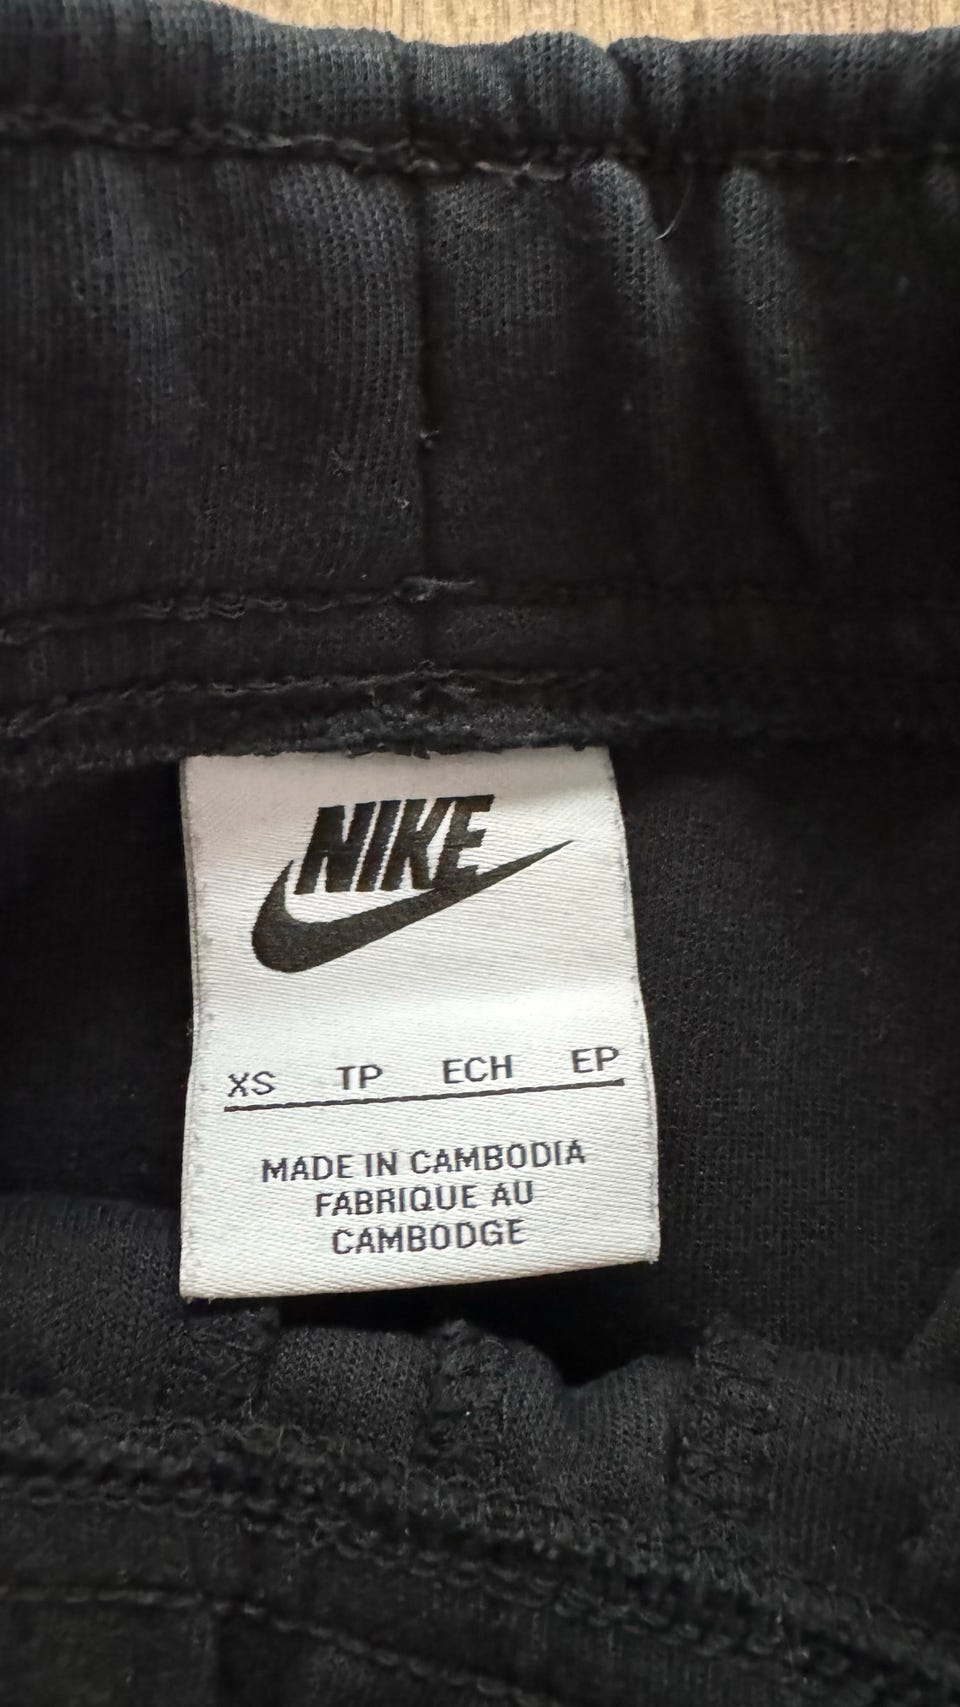 NIKE
XS TP ECH EP
MADE IN CAMBODIA
FABRIQUE AU
CAMBODGE